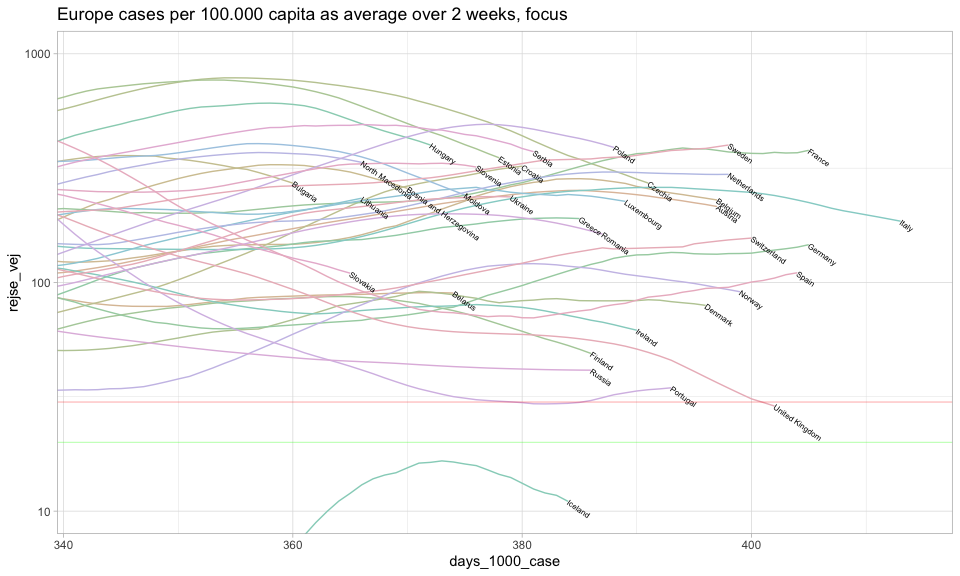 Europe cases per 100.000 capita as average over 2 weeks, focus
1000
Hungary
Serbia
Poland
Sweden
France
Estonia
Croatia
North Macedonia
Slovenia
Netherlands
Bulgaria
Czechia
Bosnia and Herzegovina
Moldova
Ukraine
Lithuania
Luxembourg
Belgium
Austria
Italy
Greece
Romania
Switzerland
Germany
rejse_vej
100
Slovakia
Spain
Belarus
Norway
Denmark
Ireland
Finland
Russia
Portugal
United Kingdom
10
Iceland
340
360
380
400
days_1000_case